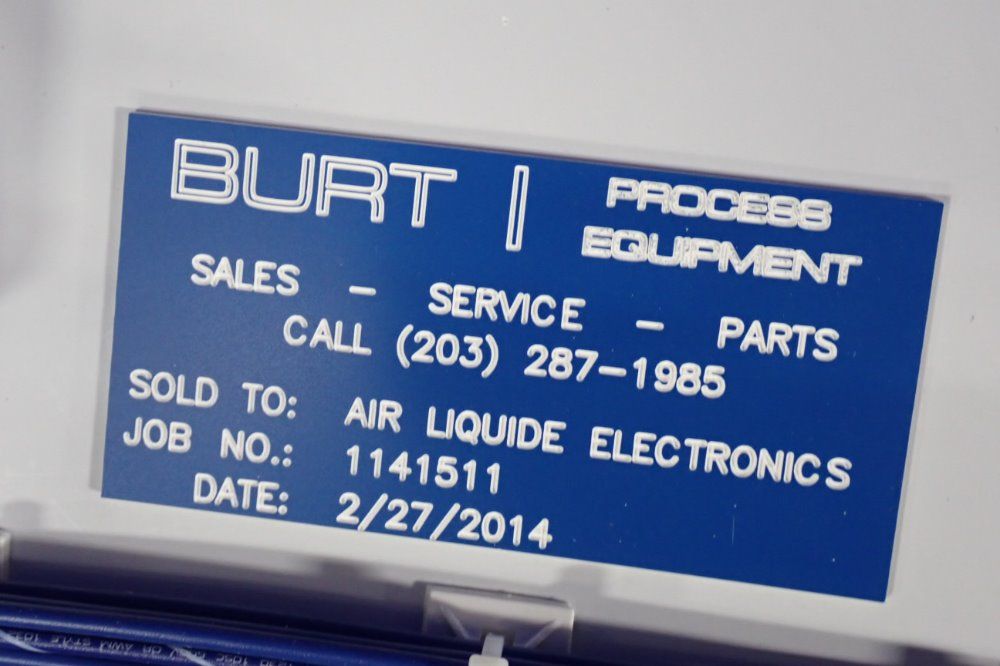 BURT | PROCESS EQUIPMENT
SALES - SERVICE - PARTS
CALL (203) 287-1985
SOLD TO: AIR LIQUIDE ELECTRONICS
JOB NO.: 1141511
DATE: 2/27/2014